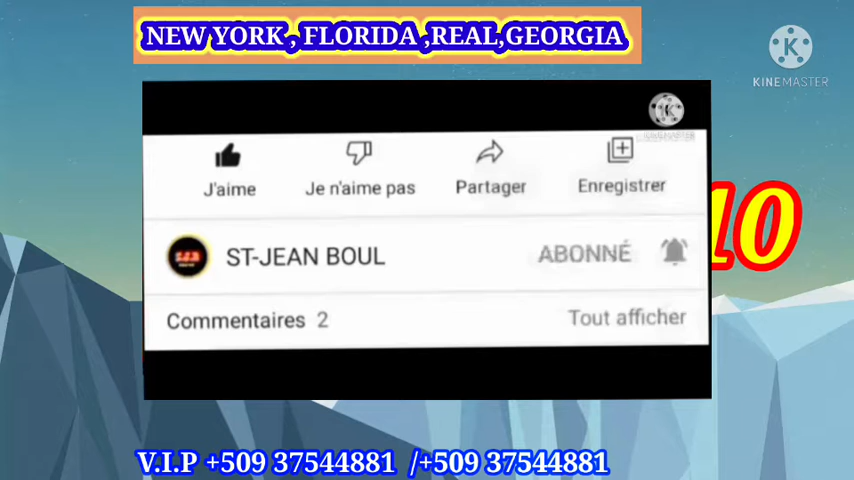 NEW YORK , FLORIDA ,REAL,GEORGIA
K
KINEMASTER
J'aime
Je n'aime pas
Partager
Enregistrer
10
ST-JEAN BOUL
ABONNÉ
Commentaires 2
Tout afficher
V.I.P +509 37544881 /+509 37544881